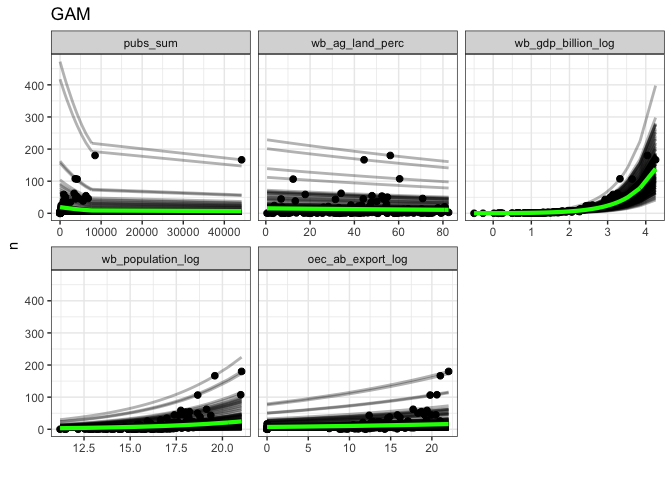 GAM
pubs_sum
wb_ag_land_perc
wb_gdp_billion_log
400
300
200
100
0
0 10000 20000 30000 40000
0 20 40 60 80
0 1 2 3 4
n
wb_population_log
oec_ab_export_log
400
300
200
100
0
12.5 15.0 17.5 20.0
0 5 10 15 20